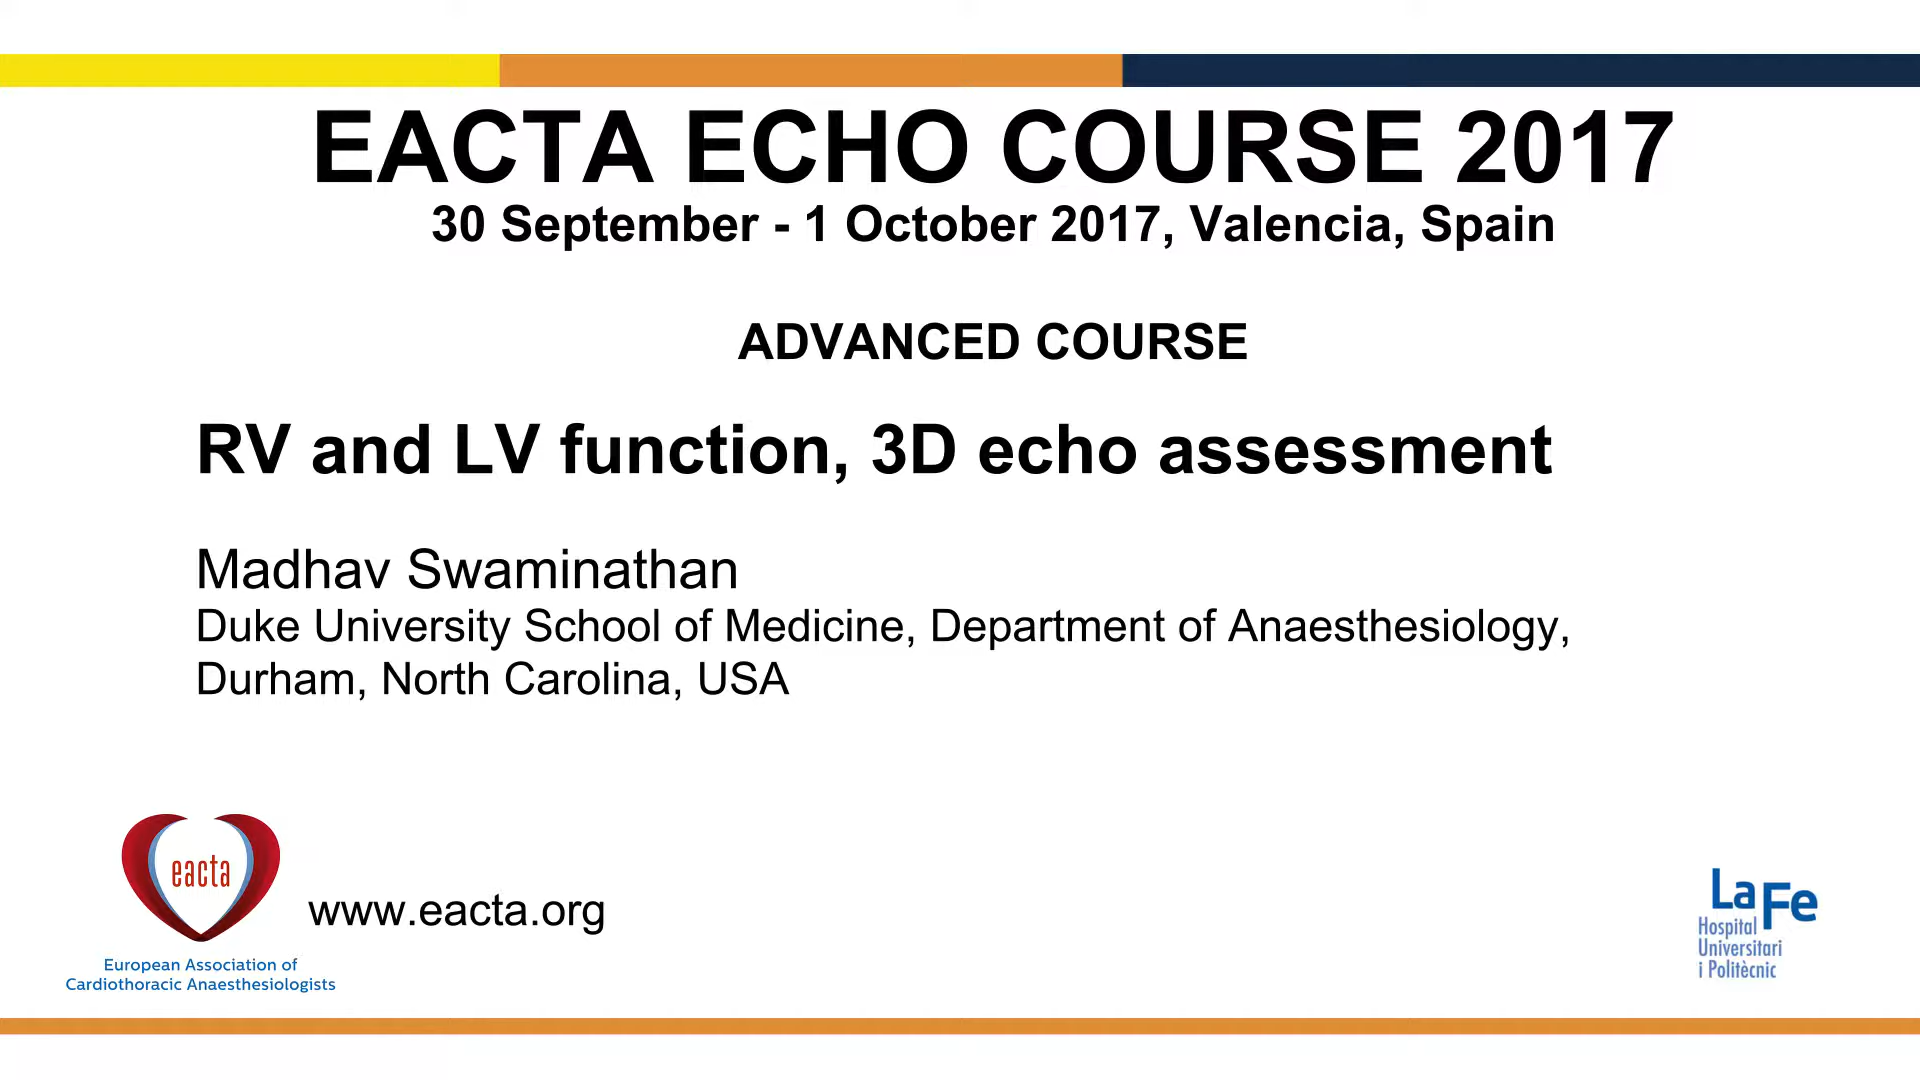 EACTA ECHO COURSE 2017
30 September - 1 October 2017, Valencia, Spain
ADVANCED COURSE
RV and LV function, 3D echo assessment
Madhav Swaminathan
Duke University School of Medicine, Department of Anaesthesiology,
Durham, North Carolina, USA
eacta
www.eacta.org
European Association of
Cardiothoracic Anaesthesiologists
La Fe
Hospital
Universitari
i Politècnic